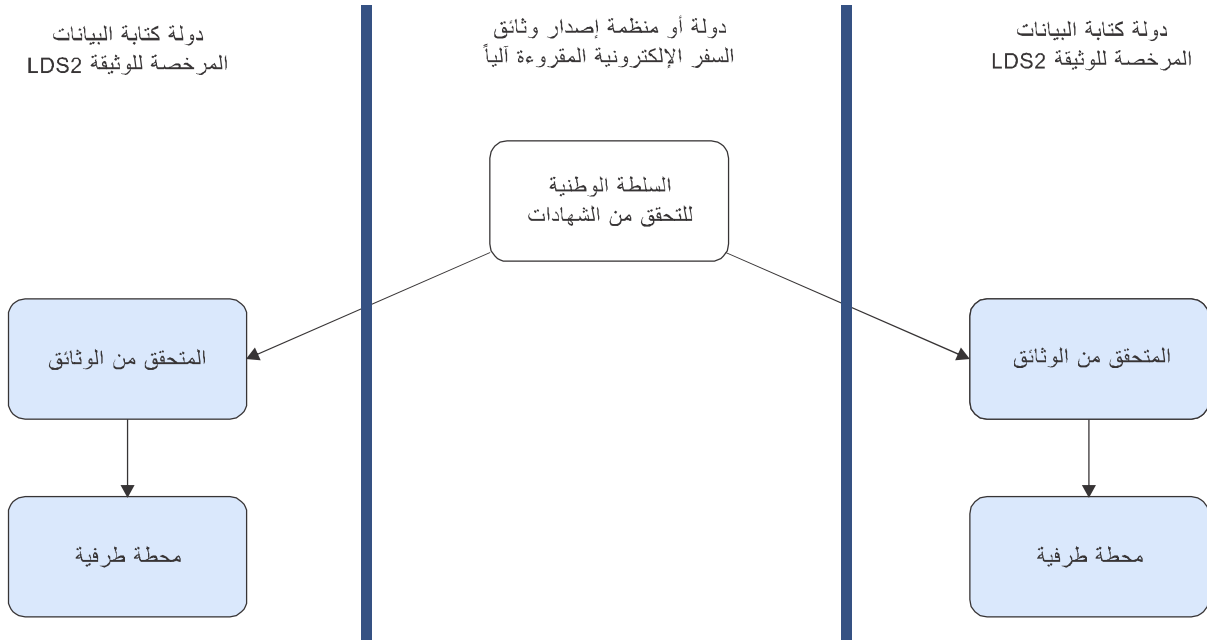 دولة كتابة البيانات
المرخصة للوثيقة LDS2
دولة أو منظمة إصدار وثائق
السفر الإلكترونية المقروءة آلياً
دولة كتابة البيانات
المرخصة للوثيقة LDS2
السلطة الوطنية
للتحقق من الشهادات
المتحقق من الوثائق
المتحقق من الوثائق
محطة طرفية
محطة طرفية